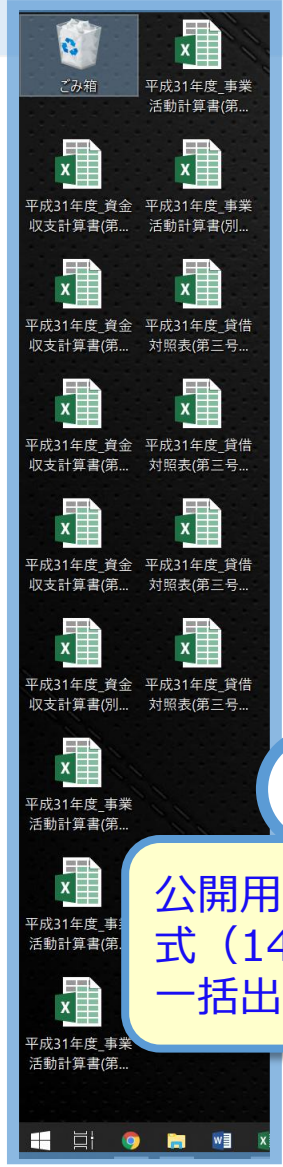 ごみ箱
平成31年度_事業
活動計算書(第...
平成31年度_資金
収支計算書(第...
平成31年度_事業
活動計算書(別...
平成31年度_資金
収支計算書(第...
平成31年度_貸借
対照表(第三号...
平成31年度_資金
収支計算書(第...
平成31年度_貸借
対照表(第三号...
平成31年度_資金
収支計算書(第...
平成31年度_貸借
対照表(第三号...
平成31年度_資金
収支計算書(別...
平成31年度_貸借
対照表(第三号...
平成31年度_事業
活動計算書(第...
平成31年度_事
活動計算書(第.
平成31年度_事業
活動計算書(第...
公開用
式（14
一括出